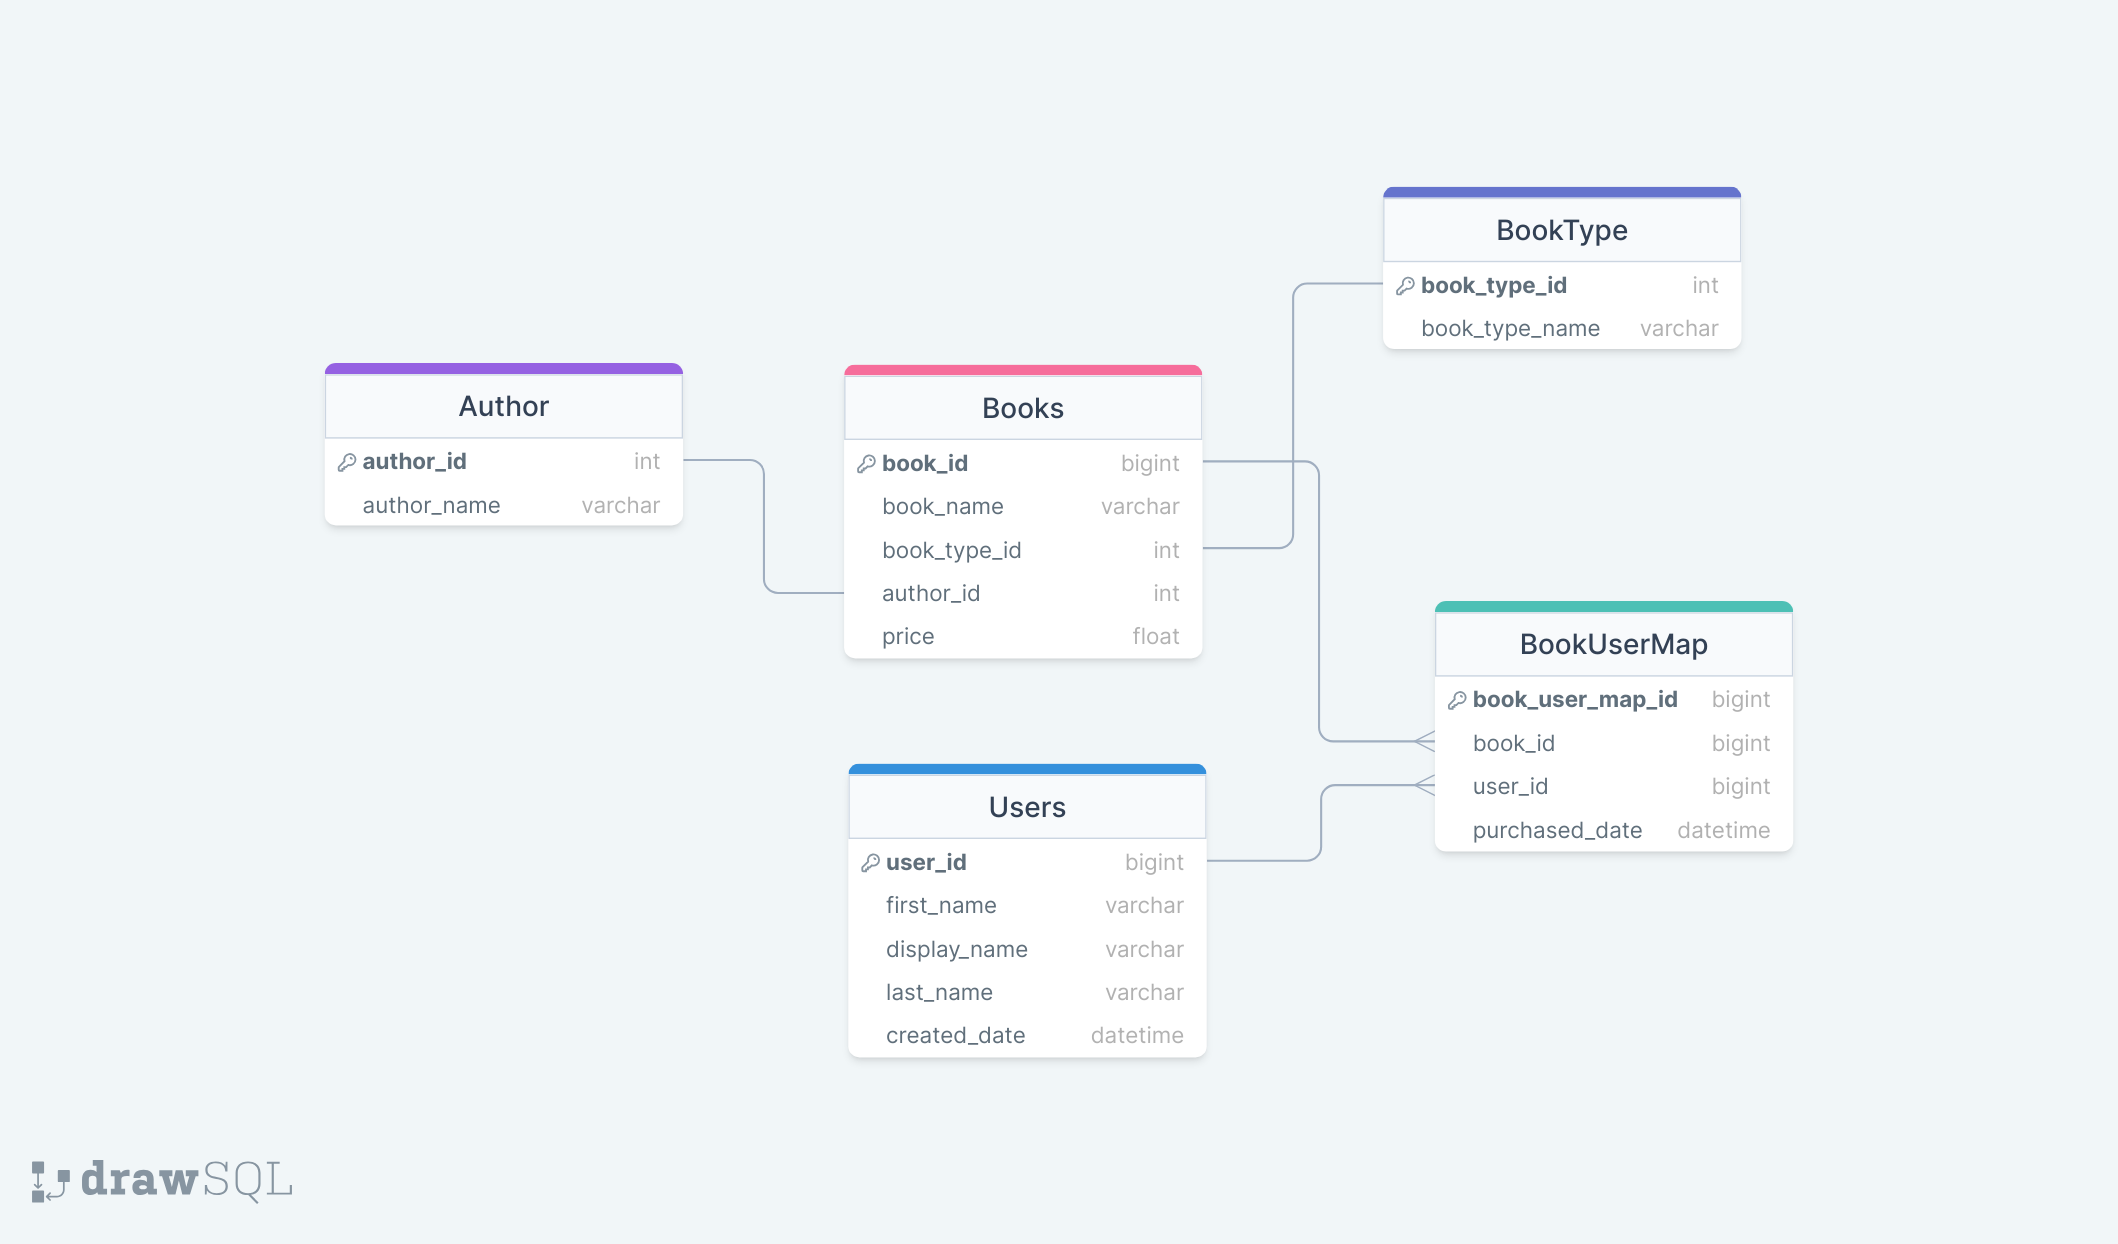 BookType
book_type_id int
book_type_name varchar
Author
author_id int
author_name varchar
Books
book_id bigint
book_name varchar
book_type_id int
author_id int
price float
BookUserMap
book_user_map_id bigint
book_id bigint
user_id bigint
purchased_date datetime
Users
user_id bigint
first_name varchar
display_name varchar
last_name varchar
created_date datetime
drawSQL